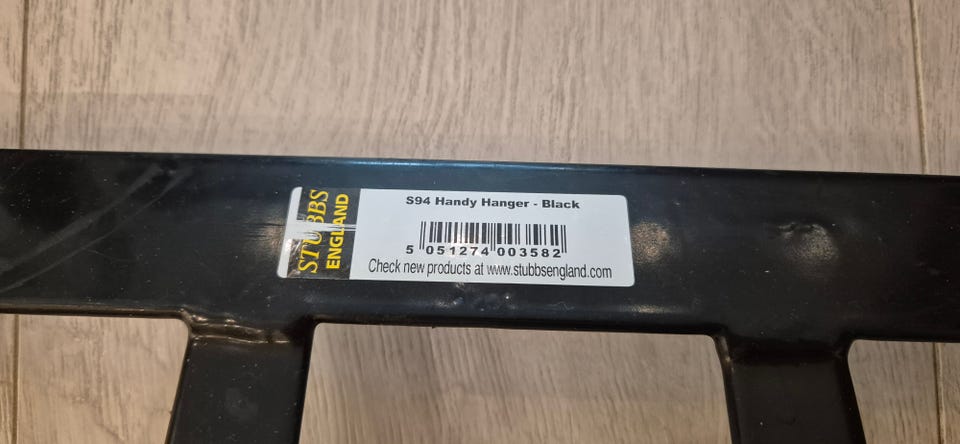 STUBBS
ENGLAND
S94 Handy Hanger - Black
5 051274 003582
Check new products at www.stubbsengland.com